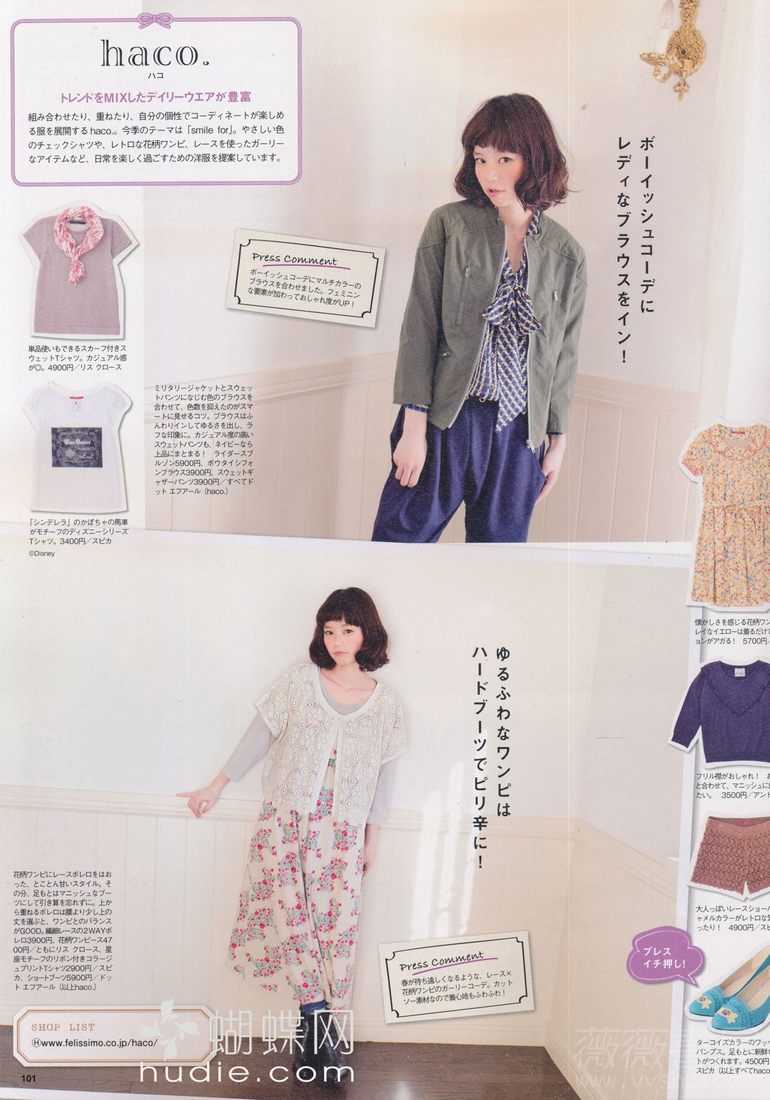 haco.
ハコ
トレンドをMIXしたデイリーウエアが豊富
組み合わせたり、重ねたり、自分の個性でコーディネートが楽しめ
る服を展開するhaco.。今季のテーマは「smile for」。やさしい色
のチェックシャツや、レトロな花柄ワンピ、レースを使ったガーリー
なアイテムなど、日常を楽しく過ごすための洋服を提案しています。
ボーイッシュコーデに
レディなブラウスをイン!
Press Comment
ボーイッシュコーデにマルチカラーの
ブラウスを合わせました。フェミニン
な要素が加わっておしゃれ度がUP!
単品使いもできるスカーフ付きス
ウェットTシャツ。カジュアル感
が◎。4900円/リス クロース
ミリタリージャケットとスウェッ
トパンツになじむ色のブラウスを
合わせて、色数を抑えたのがス
マートに見せるコツ。ブラウスはふ
んわりインしてゆるさを出し、ラ
フな印象に。カジュアル度の高い
スウェットパンツも、ネイビーなら
上品にまとまる! ライダースブ
ルゾン5900円、ボウタイシフォ
ンブラウス3900円、スウェットギ
ャザーパンツ3900円/すべてド
ット エフアール(haco.)
「シンデレラ」のかぼちゃの馬車
がモチーフのディズニーシリーズ
Tシャツ。3400円/スピカ
©Disney
懐かしさを感じる花柄ワン
レイなイエローは着るだけで
ョンがアガる! 5700円/
ゆるふわなワンピは
ハードブーツでピリ辛に!
フリル襟がおしゃれ!
と合わせて、マニッシュに
たい。 3500円/アント
大人っぽいレースショー
ャメルカラーがレトロな
ったり! 4900円/スピ
花柄ワンピにレースボレロをはお
った、とことん甘いスタイル。そ
の分、足もとはマニッシュなブー
ツにして引き算を忘れずに。上か
ら重ねるボレロは腰より少し上の
丈を選ぶと、ワンピとのバランス
がGOOD。繊細レースの2WAYボ
レロ3900円、花柄ワンピース47
00円/ともにリス クロース、星
座モチーフのリボン付きコラージ
ュプリントTシャツ2900円/スピ
カ、ショートブーツ5900円/ドッ
ト エフアール(以上haco.)
Press Comment
春が待ち遠しくなるような、レース×
花柄ワンピのガーリーコーデ。カット
ソー素材なので着心地もふわふわ!
プレス
イチ押し!
ターコイズカラーのワッペ
パンプス。足もとに新鮮
トがつくれます。4500円
スピカ(以上すべてhaco
SHOP LIST
Ⓗwww.felissimo.co.jp/haco/
101
蝴蝶网
hudie.com